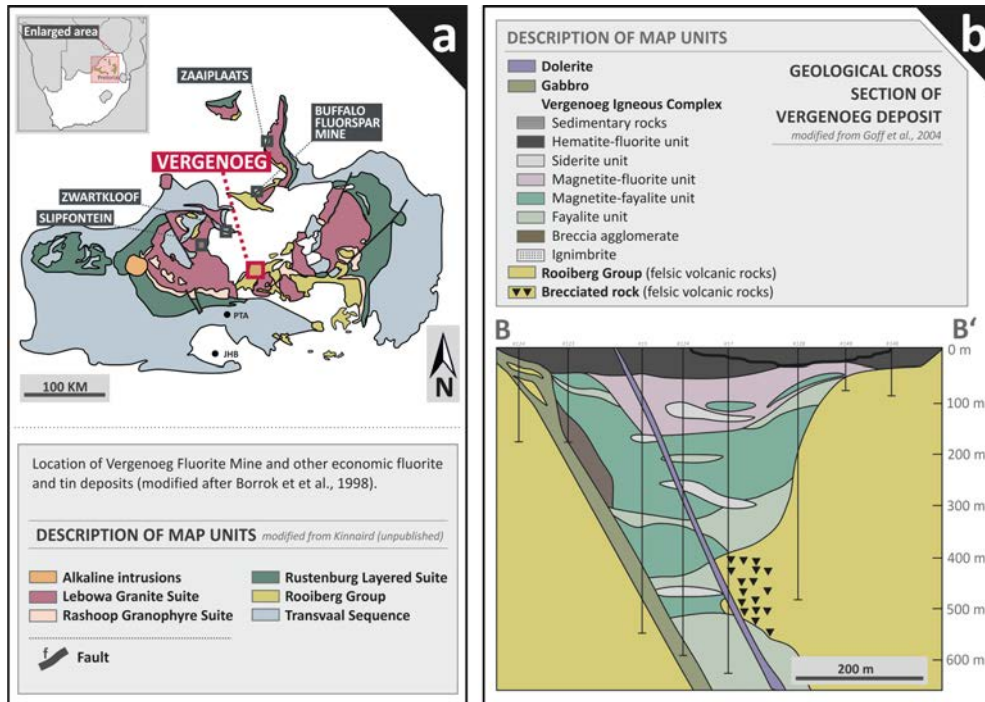 Enlarged area
Pretoria
a
ZAAIPLAATS
BUFFALO
FLUORSPAR
MINE
VERGENOEG
ZWARTKLOOF
SLIPFONTEIN
PTA
JHB
100 KM
N
Location of Vergenoeg Fluorite Mine and other economic fluorite
and tin deposits (modified after Borrok et et al., 1998).
DESCRIPTION OF MAP UNITS modified from Kinnaird (unpublished)
Alkaline intrusions
Lebowa Granite Suite
Rashoop Granophyre Suite
Rustenburg Layered Suite
Rooiberg Group
Transvaal Sequence
f
Fault
b
DESCRIPTION OF MAP UNITS
Dolerite
Gabbro
Vergenoeg Igneous Complex
Sedimentary rocks
Hematite-fluorite unit
Siderite unit
Magnetite-fluorite unit
Magnetite-fayalite unit
Fayalite unit
Breccia agglomerate
Ignimbrite
Rooiberg Group (felsic volcanic rocks)
Brecciated rock (felsic volcanic rocks)
GEOLOGICAL CROSS
SECTION OF
VERGENOEG DEPOSIT
modified from Goff et al., 2004
B
B'
0 m
100 m
200 m
300 m
400 m
500 m
600 m
200 m